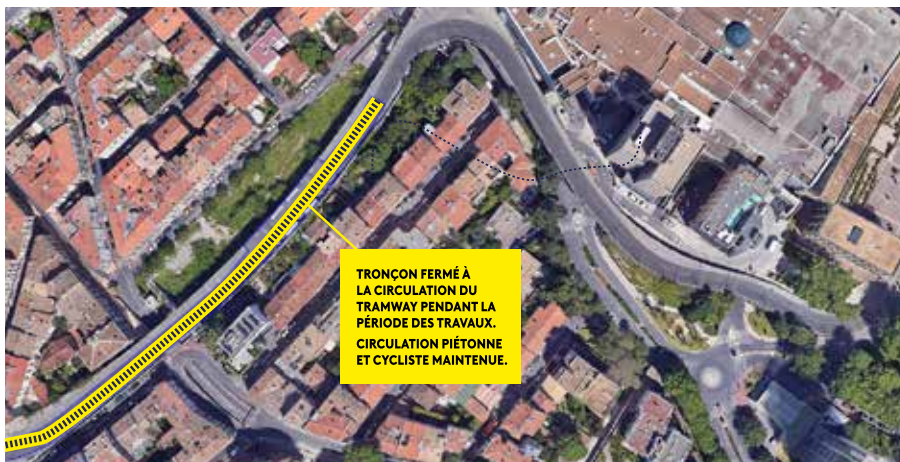 TRONÇON FERMÉ À
LA CIRCULATION DU
TRAMWAY PENDANT LA
PÉRIODE DES TRAVAUX.
CIRCULATION PIÉTONNE
ET CYCLISTE MAINTENUE.